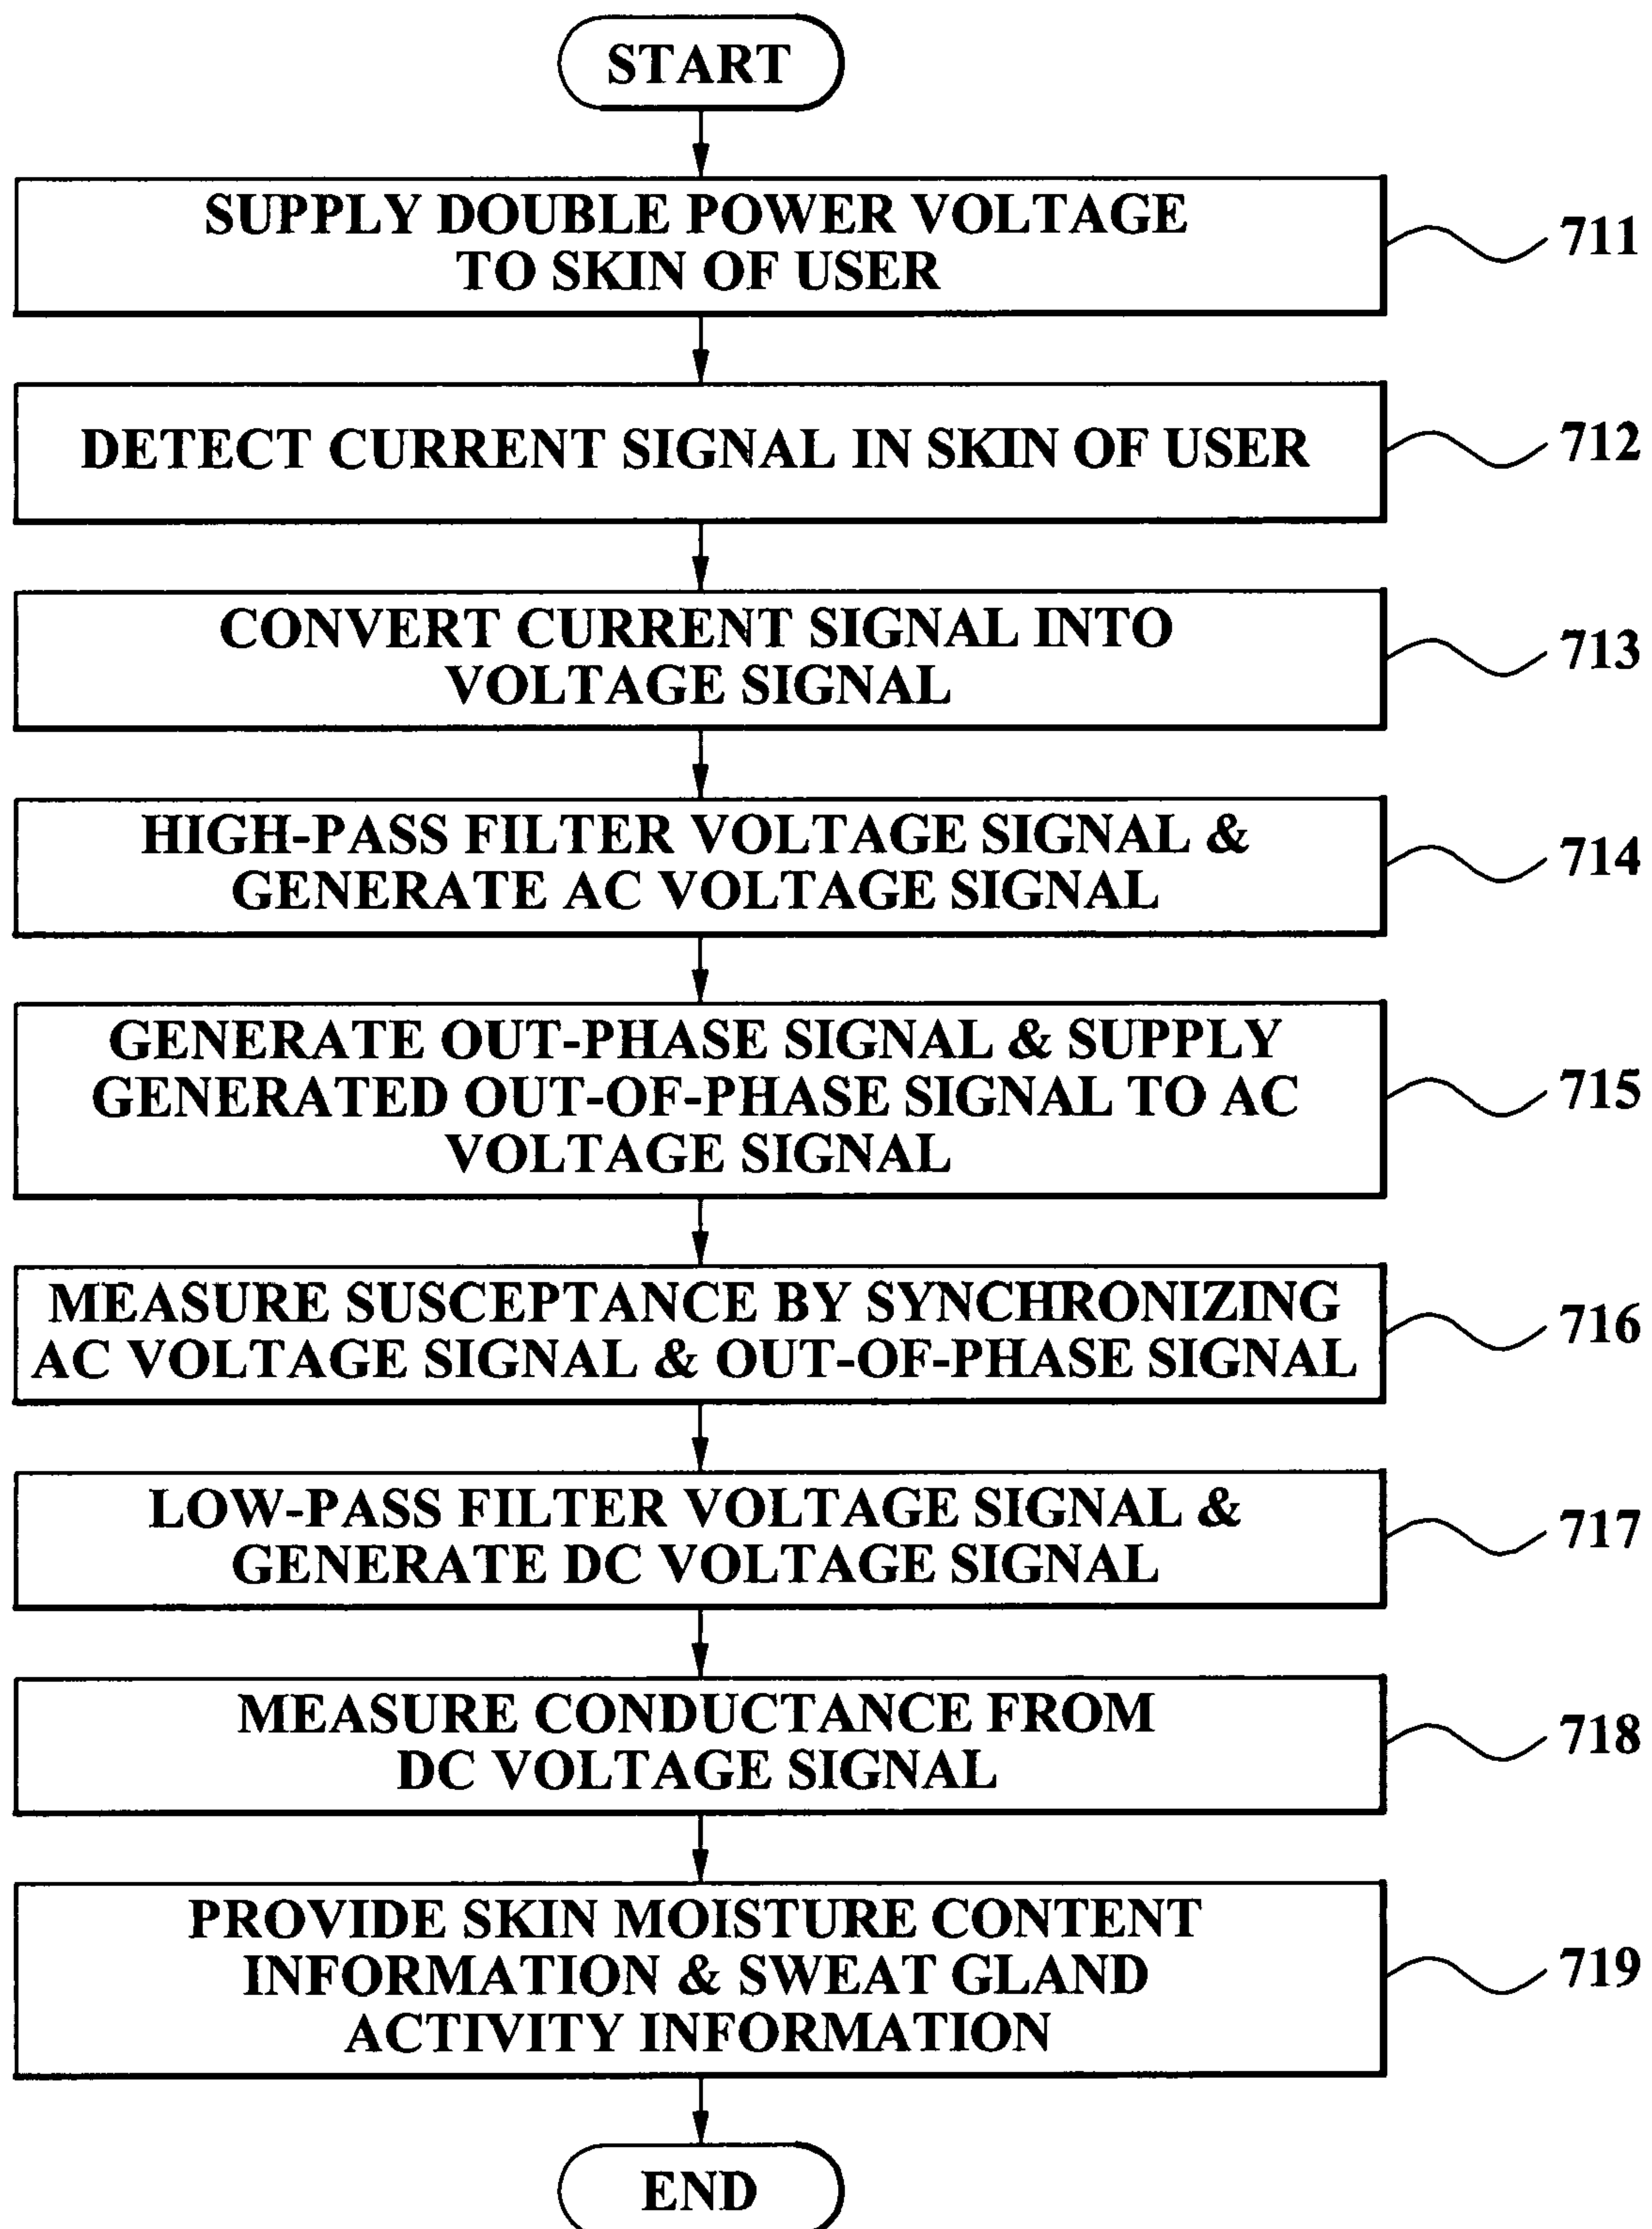 START
SUPPLY DOUBLE POWER VOLTAGE
TO SKIN OF USER
711
DETECT CURRENT SIGNAL IN SKIN OF USER
712
CONVERT CURRENT SIGNAL INTO
VOLTAGE SIGNAL
713
HIGH-PASS FILTER VOLTAGE SIGNAL &
GENERATE AC VOLTAGE SIGNAL
714
GENERATE OUT-PHASE SIGNAL & SUPPLY
GENERATED OUT-OF-PHASE SIGNAL TO AC
VOLTAGE SIGNAL
715
MEASURE SUSCEPTANCE BY SYNCHRONIZING
AC VOLTAGE SIGNAL & OUT-OF-PHASE SIGNAL
716
LOW-PASS FILTER VOLTAGE SIGNAL &
GENERATE DC VOLTAGE SIGNAL
717
MEASURE CONDUCTANCE FROM
DC VOLTAGE SIGNAL
718
PROVIDE SKIN MOISTURE CONTENT
INFORMATION & SWEAT GLAND
ACTIVITY INFORMATION
719
END